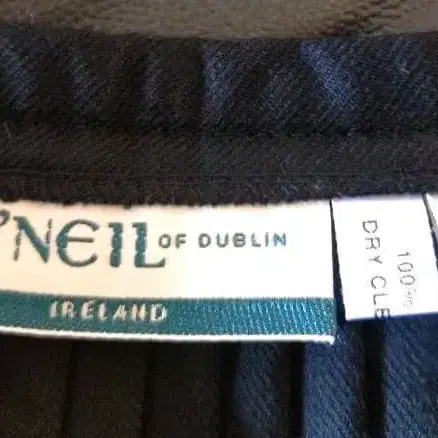 'NEIL OF DUBLIN
IRELAND
100%
DRY CLE